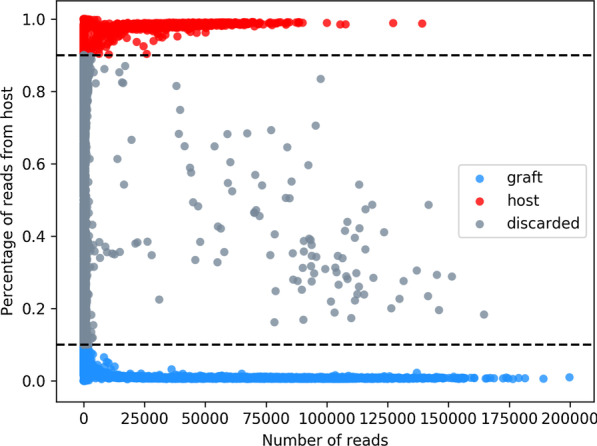 Percentage of reads from host
1.0
0.8
0.6
0.4
0.2
0.0
graft
host
discarded
0 25000 50000 75000 100000 125000 150000 175000 200000
Number of reads